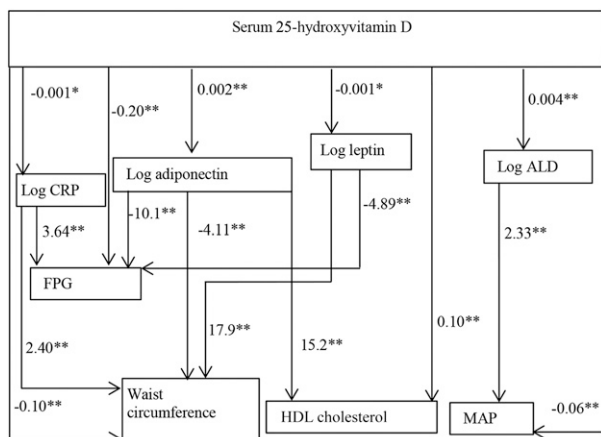 Serum 25-hydroxyvitamin D
-0.001*
-0.20**
0.002**
-0.001*
0.004**
Log leptin
Log adiponectin
Log ALD
Log CRP
3.64**
-10.1**
-4.11**
-4.89**
2.33**
FPG
2.40**
17.9**
15.2**
0.10**
-0.10**
Waist
circumference
HDL cholesterol
MAP
-0.06**